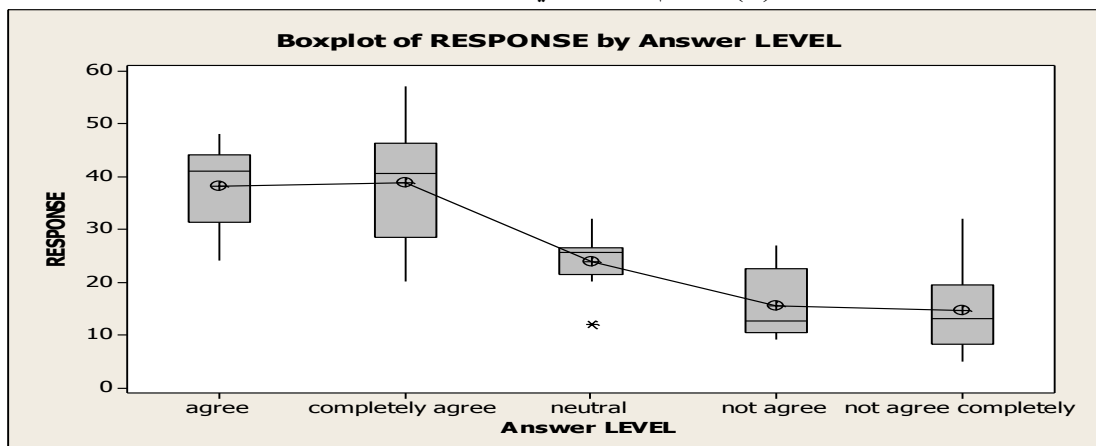 Boxplot of RESPONSE by Answer LEVEL
60
50
40
30
20
10
0
RESPONSE
agree completely agree neutral not agree not agree completely
Answer LEVEL